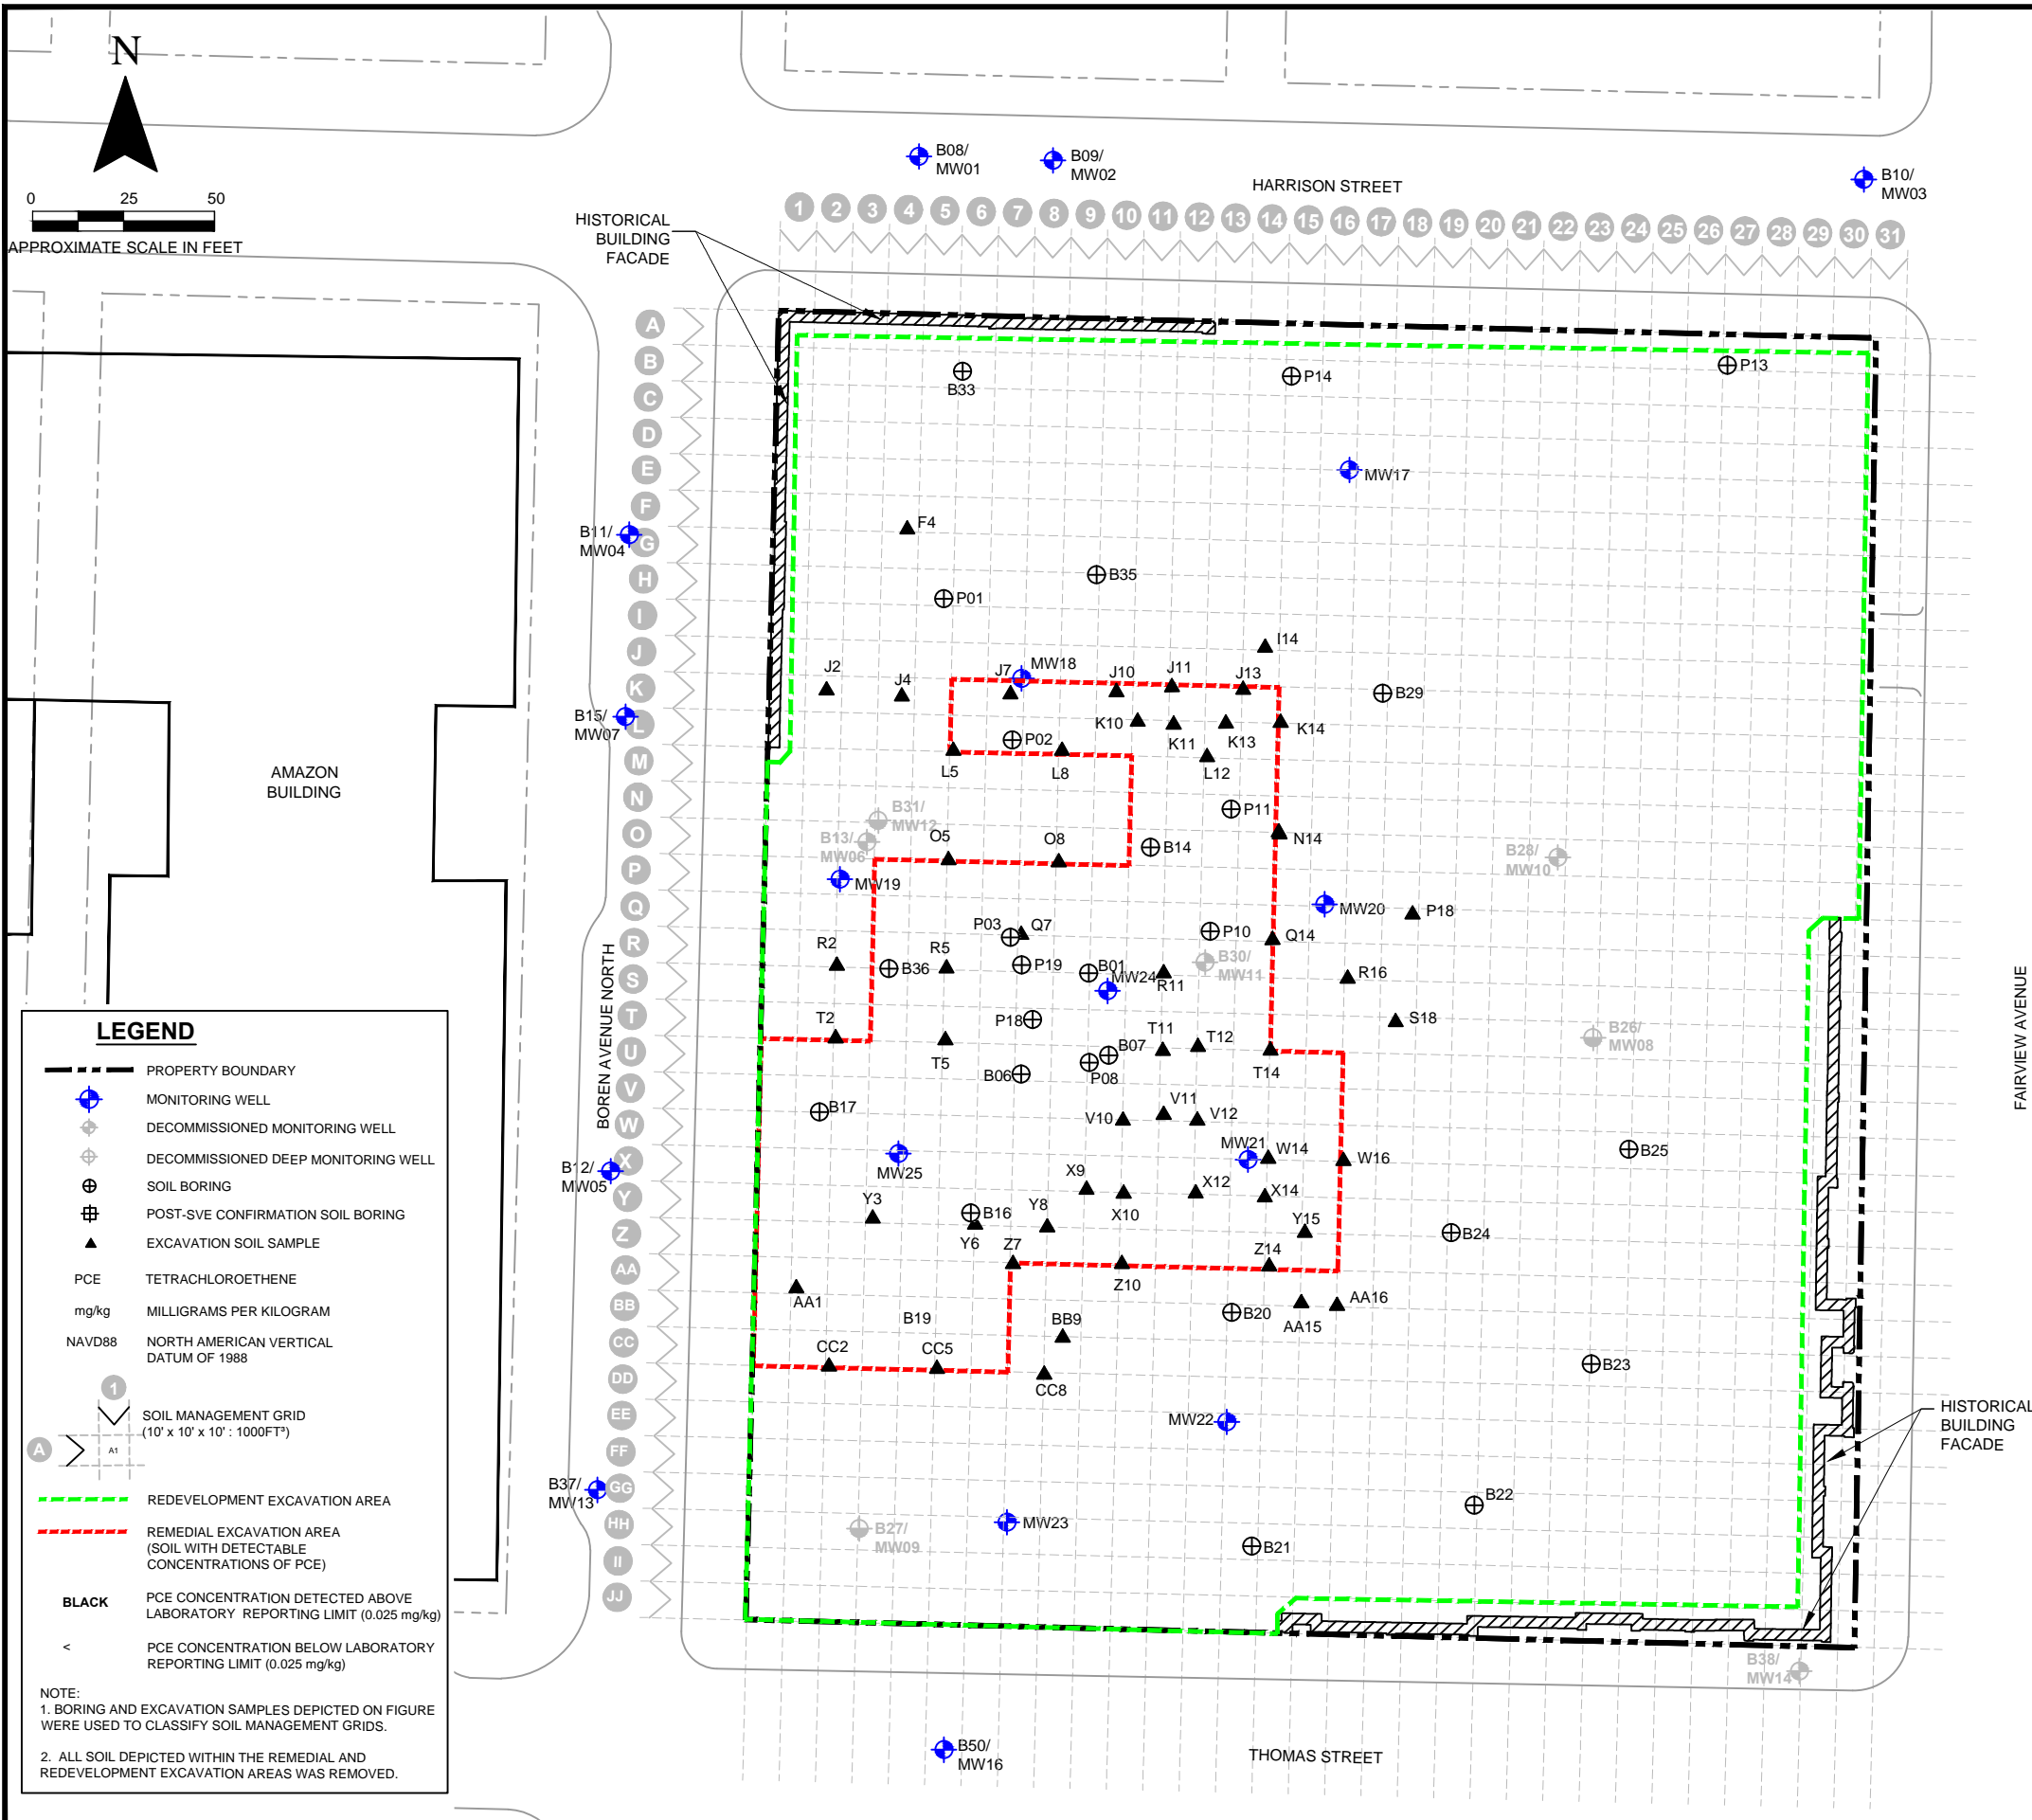 N
0 25 50
APPROXIMATE SCALE IN FEET
B08/
MW01
B09/
MW02
B10/
MW03
HARRISON STREET
HISTORICAL
BUILDING
FACADE
1 2 3 4 5 6 7 8 9 10 11 12 13 14 15 16 17 18 19 20 21 22 23 24 25 26 27 28 29 30 31
A
B
C
D
E
F
G
H
I
J
K
L
M
N
O
P
Q
R
S
T
U
V
W
X
Y
Z
AA
BB
CC
DD
EE
FF
GG
HH
II
JJ
B33
P14
P13
MW17
F4
B11/
MW04
B35
P01
I14
J2
J4
J7
MW18
J10
J11
J13
B29
B15/
MW07
K10
K11
K13
K14
P02
L5
L8
L12
AMAZON
BUILDING
B31/
MW12
B13/
MW06
O5
O8
P11
B14
N14
B28/
MW10
MW19
MW20
P18
P03
Q7
P10
Q14
R2
B36
R5
P19
B01
MW24
R11
B30/
MW11
R16
BOREN AVENUE NORTH
FAIRVIEW AVENUE
T2
T5
P18
B07
P08
B06
T11
T12
T14
S18
B26/
MW08
B17
V10
V11
V12
MW21
W14
W16
B25
B12/
MW05
MW25
X9
X10
X12
X14
Y3
B16
Y6
Y8
Y15
B24
Z7
Z10
Z14
AA1
B19
BB9
B20
AA15
AA16
CC2
CC5
CC8
B23
MW22
HISTORICAL
BUILDING
FACADE
B37/
MW13
B22
B27/
MW09
MW23
B21
B38/
MW14
B50/
MW16
THOMAS STREET
LEGEND
PROPERTY BOUNDARY
MONITORING WELL
DECOMMISSIONED MONITORING WELL
DECOMMISSIONED DEEP MONITORING WELL
SOIL BORING
POST-SVE CONFIRMATION SOIL BORING
EXCAVATION SOIL SAMPLE
PCE TETRACHLOROETHENE
mg/kg MILLIGRAMS PER KILOGRAM
NAVD88 NORTH AMERICAN VERTICAL
DATUM OF 1988
1
A
A1
SOIL MANAGEMENT GRID
(10' x 10' x 10' : 1000FT³)
REDEVELOPMENT EXCAVATION AREA
REMEDIAL EXCAVATION AREA
(SOIL WITH DETECTABLE
CONCENTRATIONS OF PCE)
BLACK PCE CONCENTRATION DETECTED ABOVE
LABORATORY REPORTING LIMIT (0.025 mg/kg)
< PCE CONCENTRATION BELOW LABORATORY
REPORTING LIMIT (0.025 mg/kg)
NOTE:
1. BORING AND EXCAVATION SAMPLES DEPICTED ON FIGURE
WERE USED TO CLASSIFY SOIL MANAGEMENT GRIDS.
2. ALL SOIL DEPICTED WITHIN THE REMEDIAL AND
REDEVELOPMENT EXCAVATION AREAS WAS REMOVED.